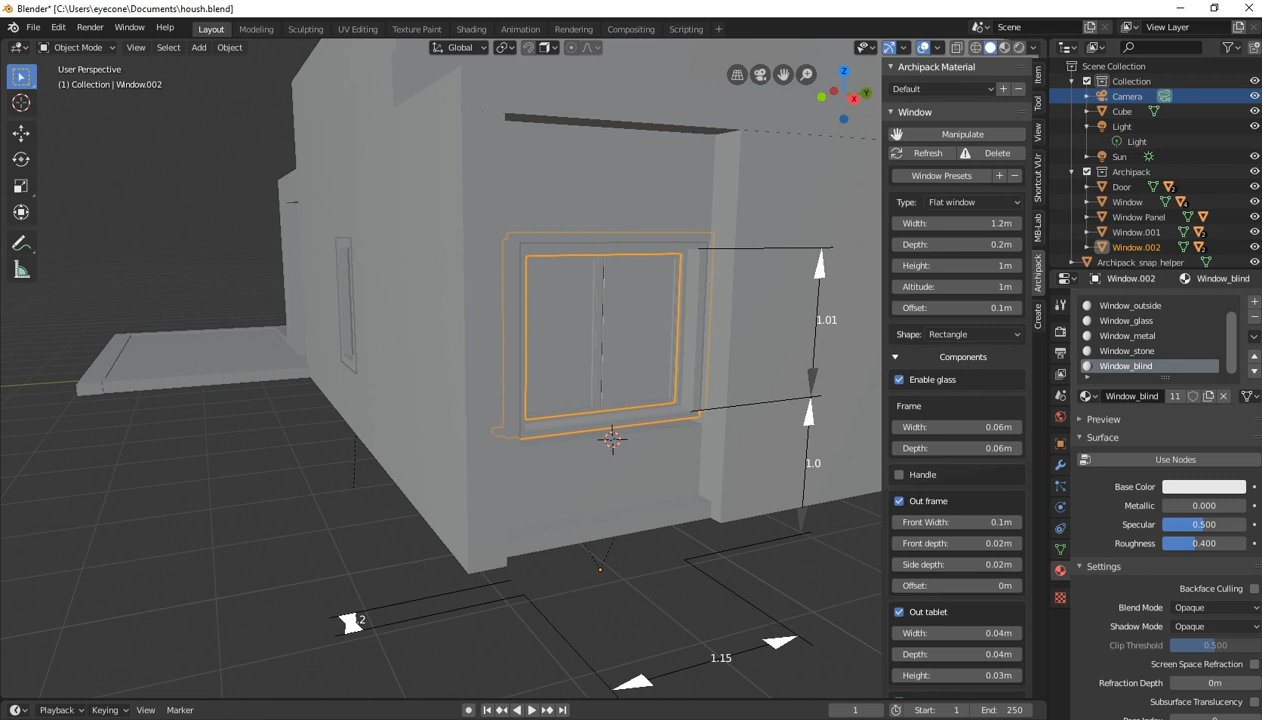 Blender* [C:\Users\eyecone\Documents\housh.blend]
File Edit Render Window Help
Layout Modeling Sculpting UV Editing Texture Paint Shading Animation Rendering Compositing Scripting
Scene View Layer
Object Mode View Select Add Object Global
User Perspective
(1) Collection | Window.002
Z
Y
X
1.01
1.0
1.15
Archipack Material
Default
Window
Manipulate
Refresh Delete
Window Presets
Type: Flat window
Width: 1.2m
Depth: 0.2m
Height: 1m
Altitude: 1m
Offset: 0.1m
Shape: Rectangle
Components
Enable glass
Frame
Width: 0.06m
Depth: 0.06m
Handle
Out frame
Front Width: 0.1m
Front depth: 0.02m
Side depth: 0.02m
Offset: 0m
Out tablet
Width: 0.04m
Depth: 0.04m
Height: 0.03m
Item
Tool
View
Shortcut VUr
MB-Lab
Archipack
Create
Scene Collection
Collection
Camera
Cube
Light
Light
Sun
Archipack
Door 2
Window 4
Window Panel
Window.001 2
Window.002 2
Archipack_snap_helper
Window.002 Window_blind
Window_outside
Window_glass
Window_metal
Window_stone
Window_blind
Window_blind 11
Preview
Surface
Use Nodes
Base Color
Metallic 0.000
Specular 0.500
Roughness 0.400
Settings
Backface Culling
Blend Mode Opaque
Shadow Mode Opaque
Clip Threshold 0.500
Screen Space Refraction
Refraction Depth 0m
Subsurface Translucency
Playback Keying View Marker 1 Start: 1 End: 250